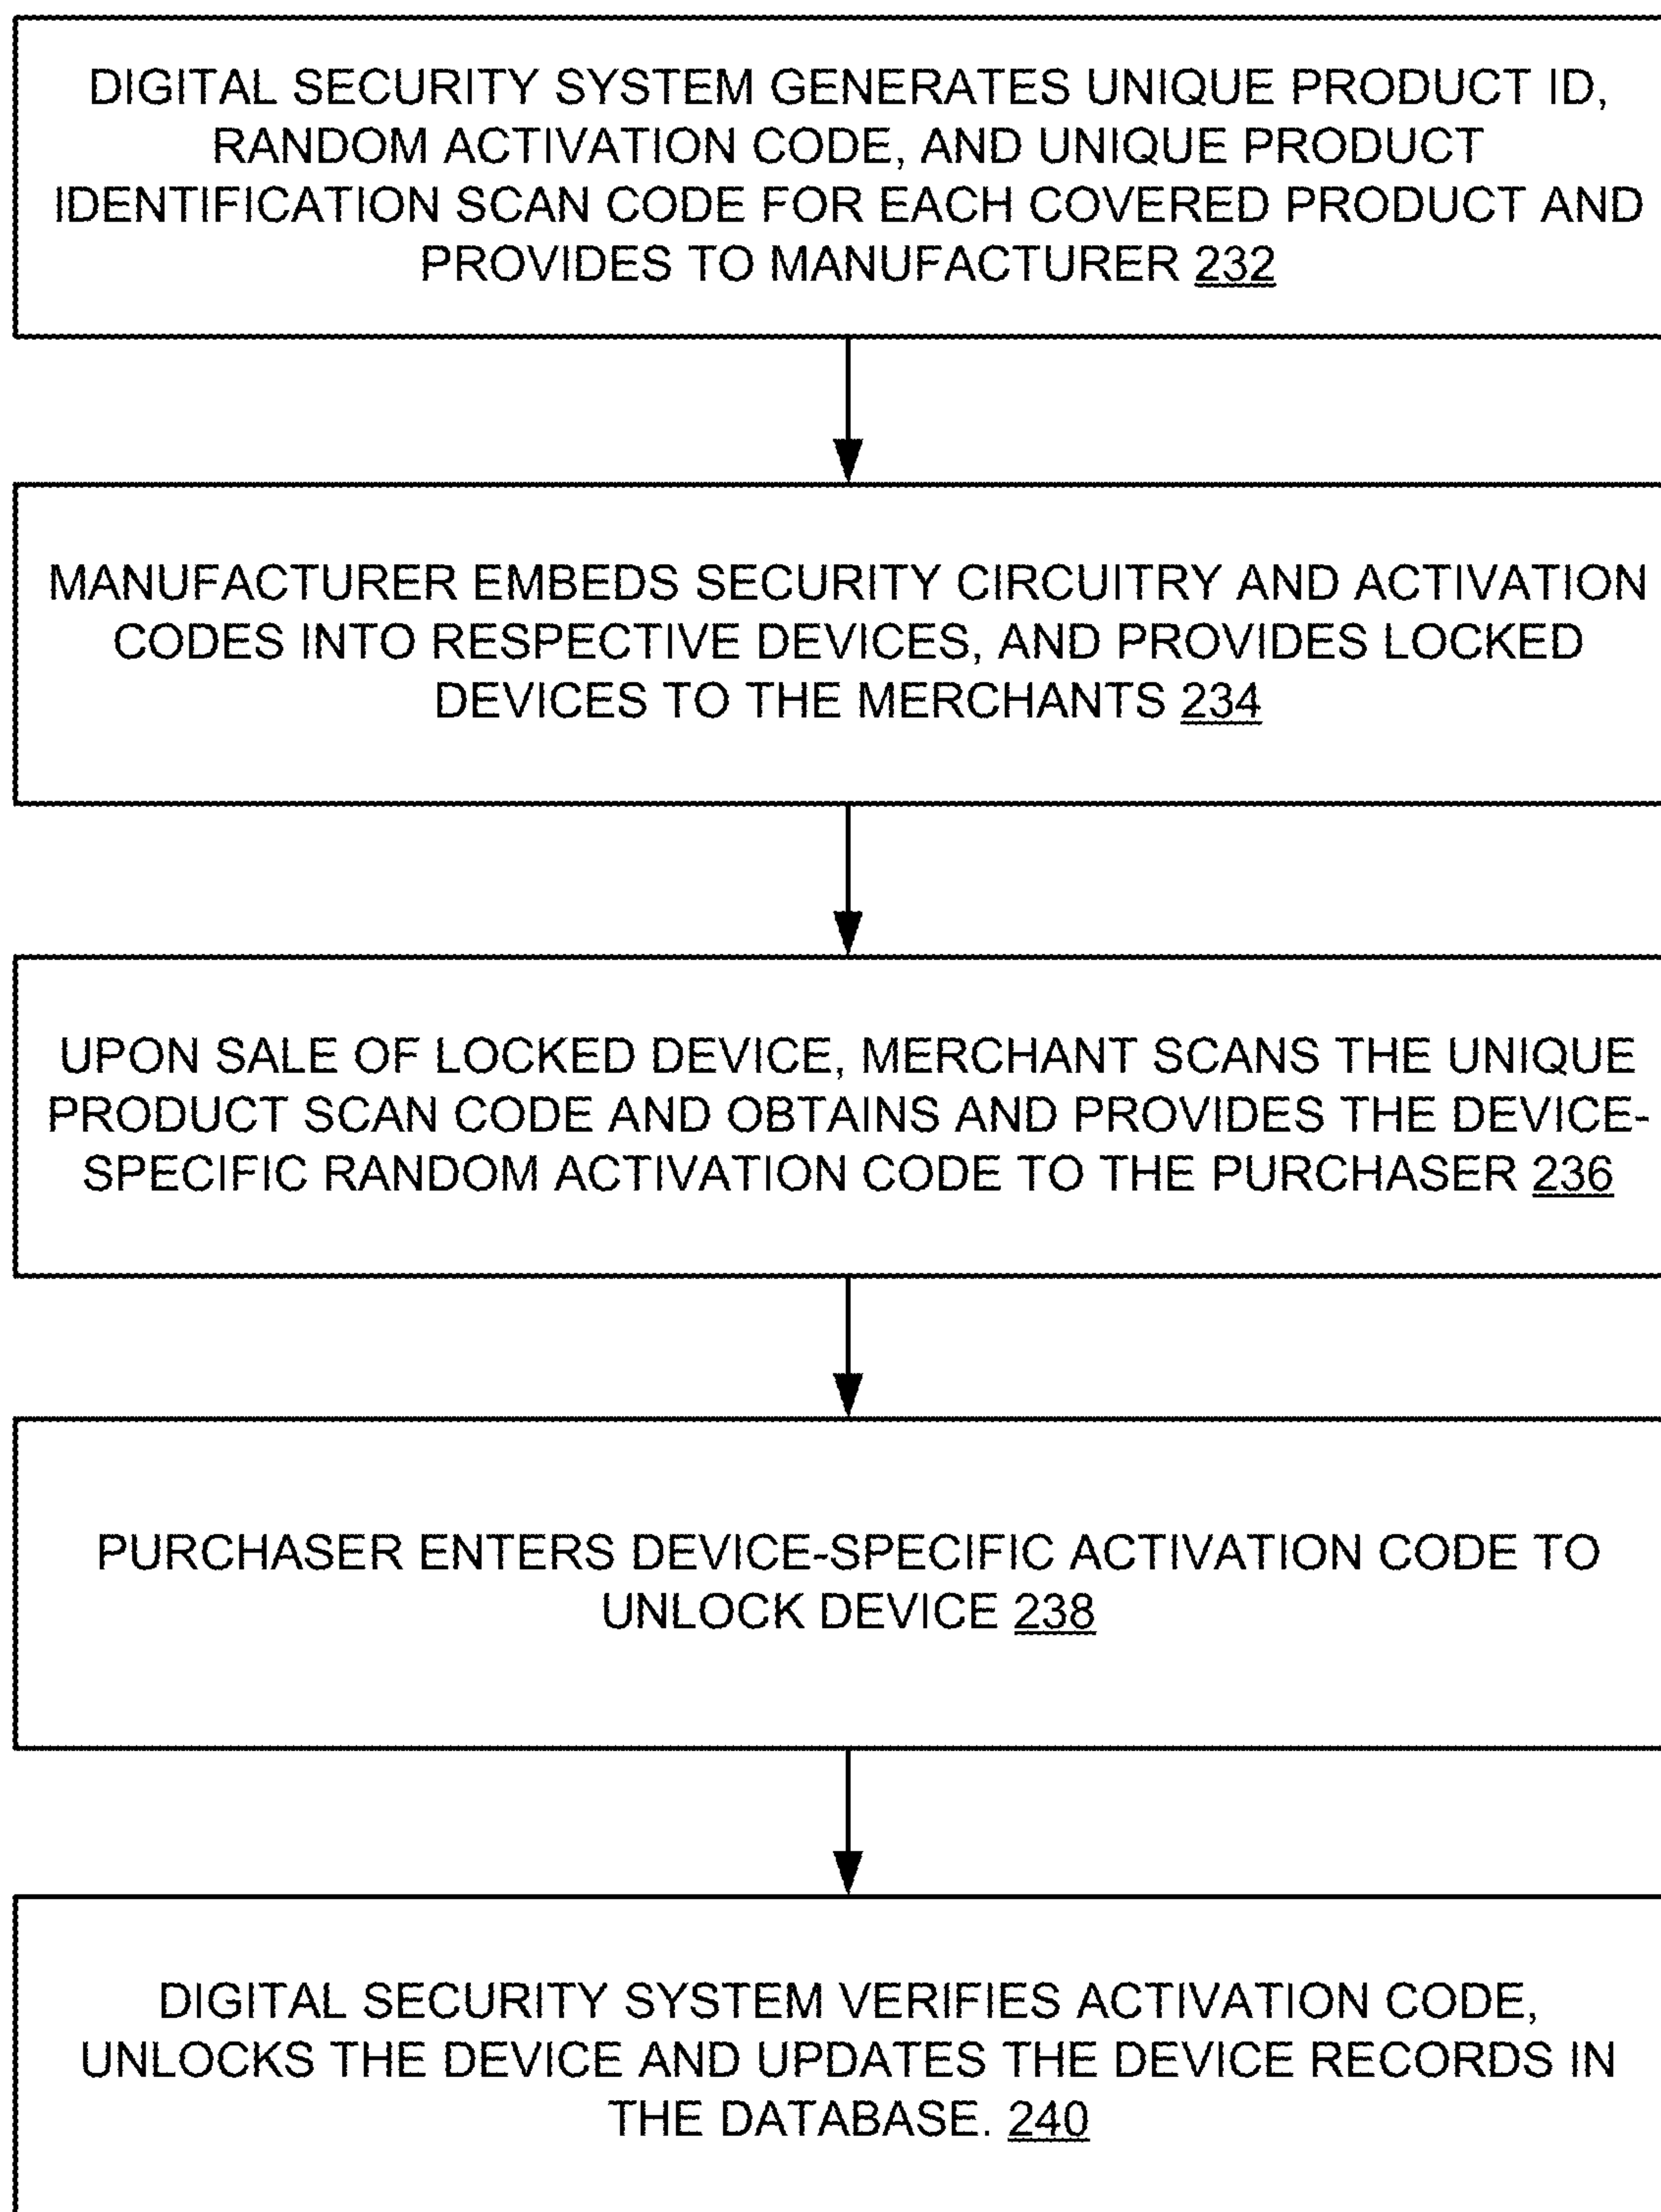 DIGITAL SECURITY SYSTEM GENERATES UNIQUE PRODUCT ID,
RANDOM ACTIVATION CODE, AND UNIQUE PRODUCT
IDENTIFICATION SCAN CODE FOR EACH COVERED PRODUCT AND
PROVIDES TO MANUFACTURER 232
MANUFACTURER EMBEDS SECURITY CIRCUITRY AND ACTIVATION
CODES INTO RESPECTIVE DEVICES, AND PROVIDES LOCKED
DEVICES TO THE MERCHANTS 234
UPON SALE OF LOCKED DEVICE, MERCHANT SCANS THE UNIQUE
PRODUCT SCAN CODE AND OBTAINS AND PROVIDES THE DEVICE-
SPECIFIC RANDOM ACTIVATION CODE TO THE PURCHASER 236
PURCHASER ENTERS DEVICE-SPECIFIC ACTIVATION CODE TO
UNLOCK DEVICE 238
DIGITAL SECURITY SYSTEM VERIFIES ACTIVATION CODE,
UNLOCKS THE DEVICE AND UPDATES THE DEVICE RECORDS IN
THE DATABASE. 240